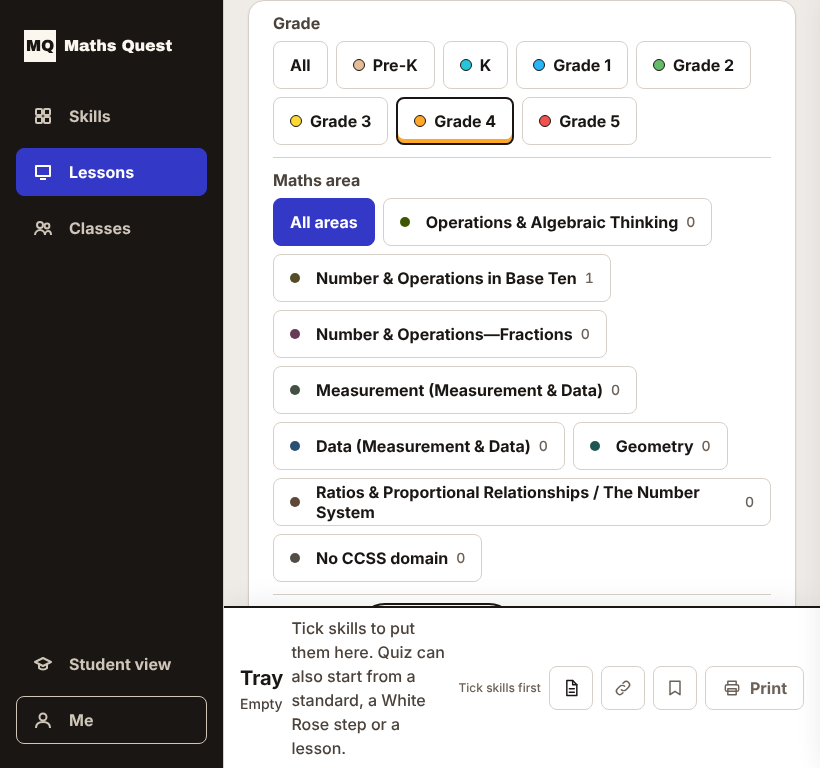 MQ Maths Quest
Skills
Lessons
Classes
Student view
Me
Grade
All
Pre-K
K
Grade 1
Grade 2
Grade 3
Grade 4
Grade 5
Maths area
All areas
Operations & Algebraic Thinking 0
Number & Operations in Base Ten 1
Number & Operations—Fractions 0
Measurement (Measurement & Data) 0
Data (Measurement & Data) 0
Geometry 0
Ratios & Proportional Relationships / The Number
System 0
No CCSS domain 0
Tray
Empty
Tick skills to put
them here. Quiz can
also start from a
standard, a White
Rose step or a
lesson.
Tick skills first
Print